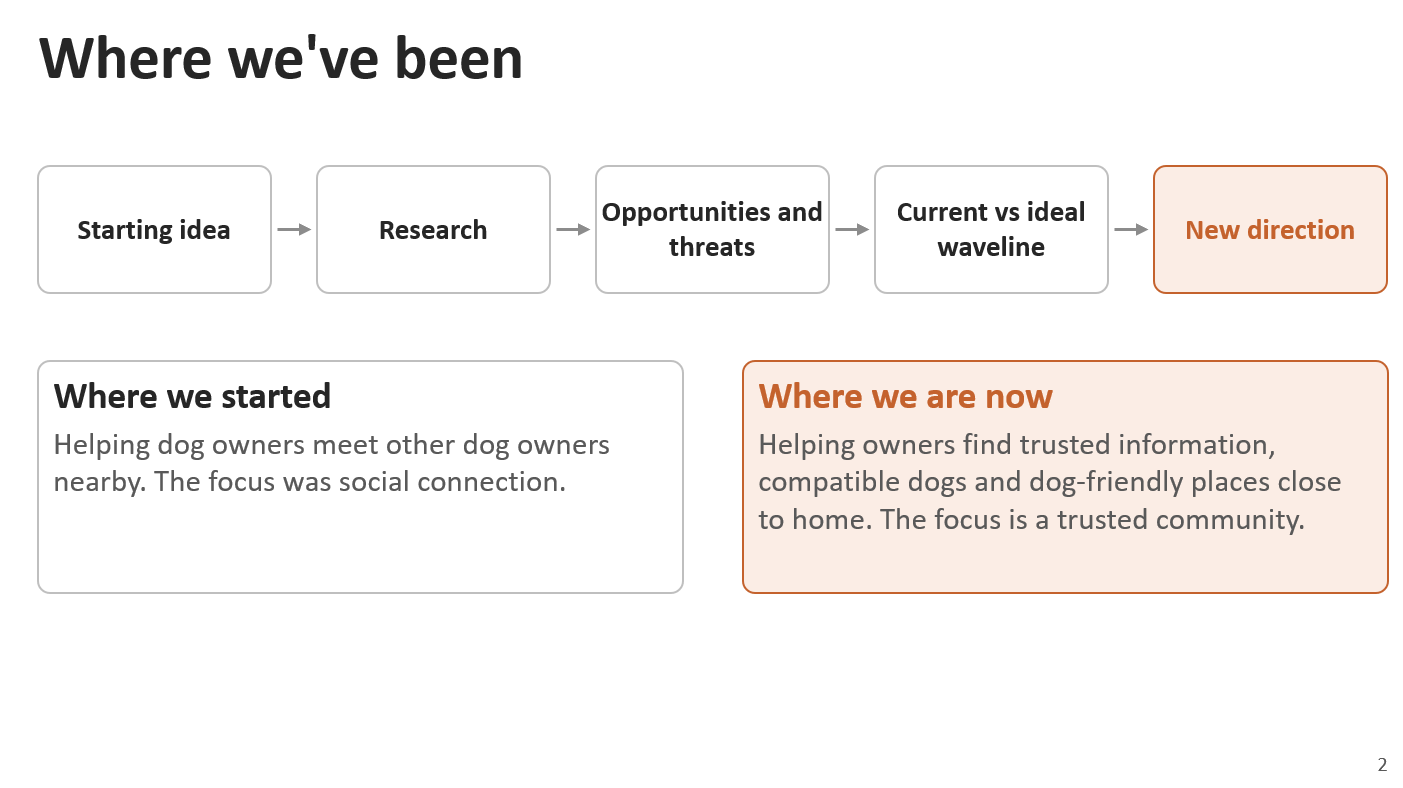 Where we've been
Starting idea
Research
Opportunities and
threats
Current vs ideal
waveline
New direction
Where we started
Helping dog owners meet other dog owners
nearby. The focus was social connection.
Where we are now
Helping owners find trusted information,
compatible dogs and dog-friendly places close
to home. The focus is a trusted community.
2